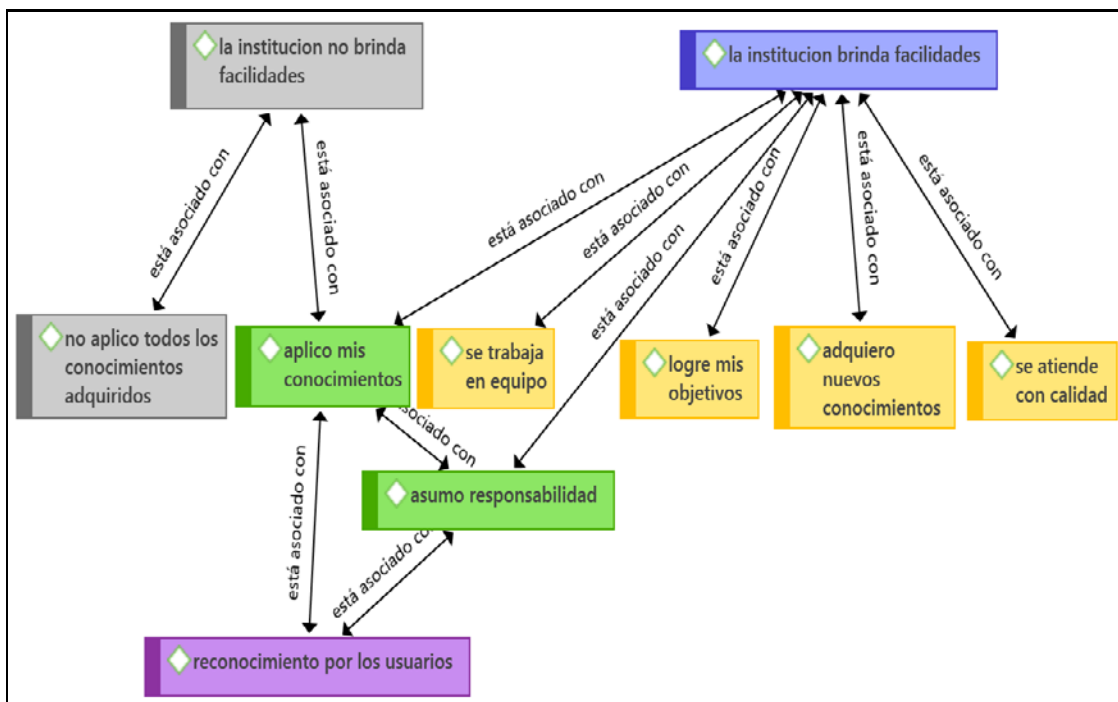 la institucion no brinda
facilidades
la institucion brinda facilidades
está asociado con
está asociado con
está asociado con
está asociado con
está asociado con
está asociado con
está asociado con
está asociado con
no aplico todos los
conocimientos
adquiridos
aplico mis
conocimientos
se trabaja
en equipo
logre mis
objetivos
adquiero
nuevos
conocimientos
se atiende
con calidad
está asociado con
asociado con
asumo responsabilidad
está asociado con
reconocimiento por los usuarios